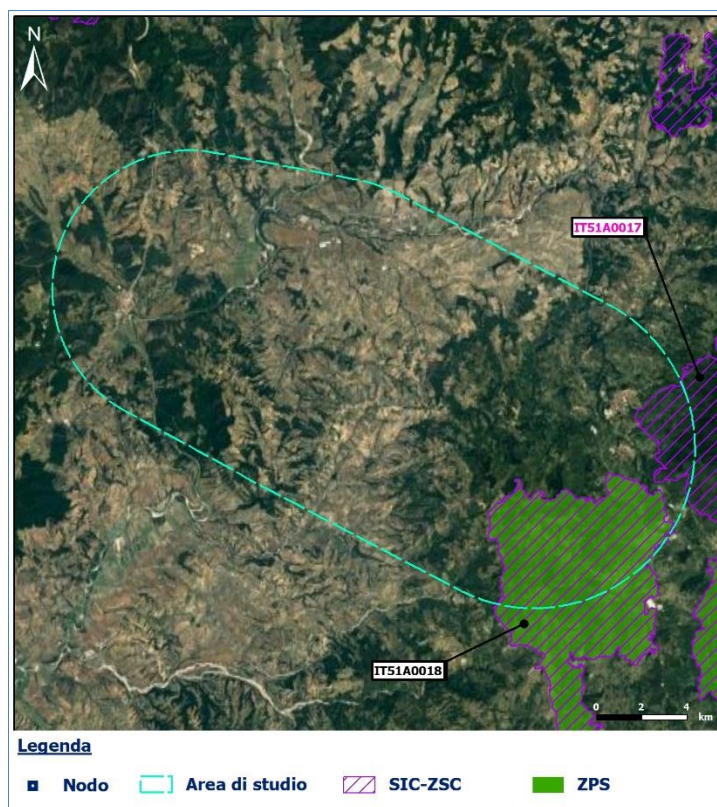 N
IT51A0017
IT51A0018
0 2 4
km
Legenda
Nodo Area di studio SIC-ZSC ZPS